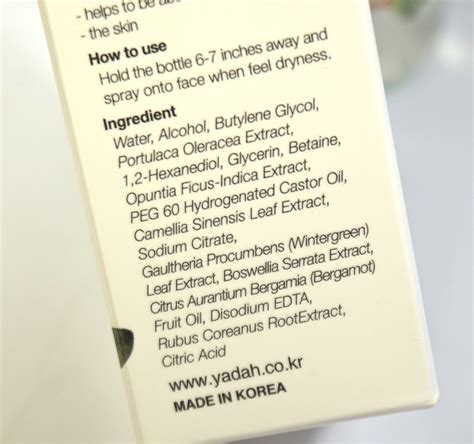 - helps to be
- the skin
How to use
Hold the bottle 6-7 inches away and
spray onto face when feel dryness.
Ingredient
Water, Alcohol, Butylene Glycol,
Portulaca Oleracea Extract,
1,2-Hexanediol, Glycerin, Betaine,
Opuntia Ficus-Indica Extract,
PEG 60 Hydrogenated Castor Oil,
Camellia Sinensis Leaf Extract,
Sodium Citrate,
Gaultheria Procumbens (Wintergreen)
Leaf Extract, Boswellia Serrata Extract,
Citrus Aurantium Bergamia (Bergamot)
Fruit Oil, Disodium EDTA,
Rubus Coreanus RootExtract,
Citric Acid
www.yadah.co.kr
MADE IN KOREA